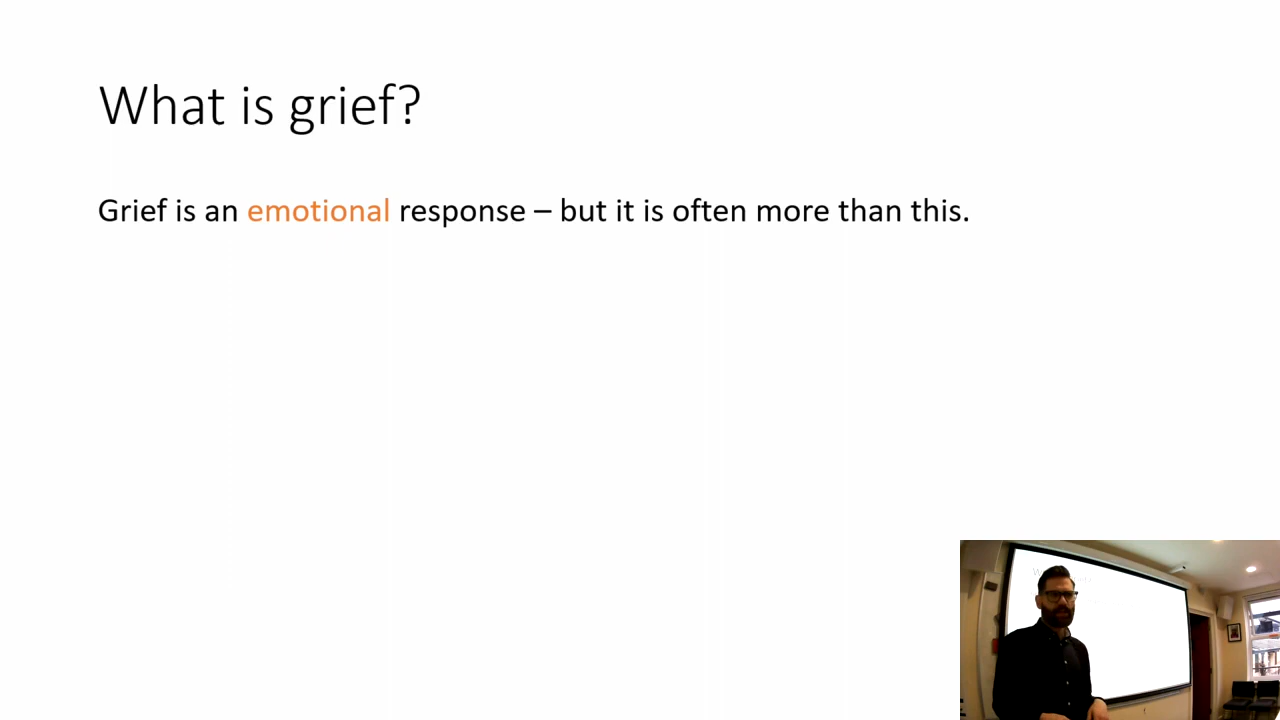 What is grief?
Grief is an emotional response – but it is often more than this.